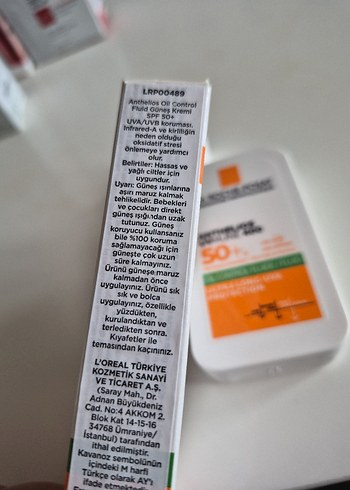 LRP00489
Anthelios Oil Control
Fluid Güneş Kremi
SPF 50+
UVA/UVB koruması.
Infrared-A ve kirliliğin
neden olduğu
oksidatif stresi
önlemeye yardımcı
olur.
Belirtiler: Hassas ve
yağlı ciltler için
uygundur.
Uyarı: Güneş ışınlarına
aşırı maruz kalmak
tehlikelidir. Bebekleri
ve çocukları direkt
güneş ışığından uzak
tutunuz. Güneş
koruyucu kullansanız
bile %100 koruma
sağlamayacağı için
güneşte çok uzun
süre kalmayınız.
Ürünü güneşe maruz
kalmadan önce
uygulayınız. Ürünü sık
sık ve bolca
uygulayınız, özellikle
yüzdükten,
kurulandıktan ve
terledikten sonra.
Kıyafetler ile
temasından kaçınınız.
L'OREAL TÜRKİYE
KOZMETİK SANAYİ
VE TİCARET A.Ş.
(Saray Mah., Dr.
Adnan Büyükdeniz
Cad. No:4 AKKOM 2.
Blok Kat 14-15-16
34768 Ümraniye/
İstanbul) tarafından
ithal edilmiştir.
Kavanoz sembolünün
içindeki M harfi
Türkçe olarak AY'ı
ifade etmektedir.
50+